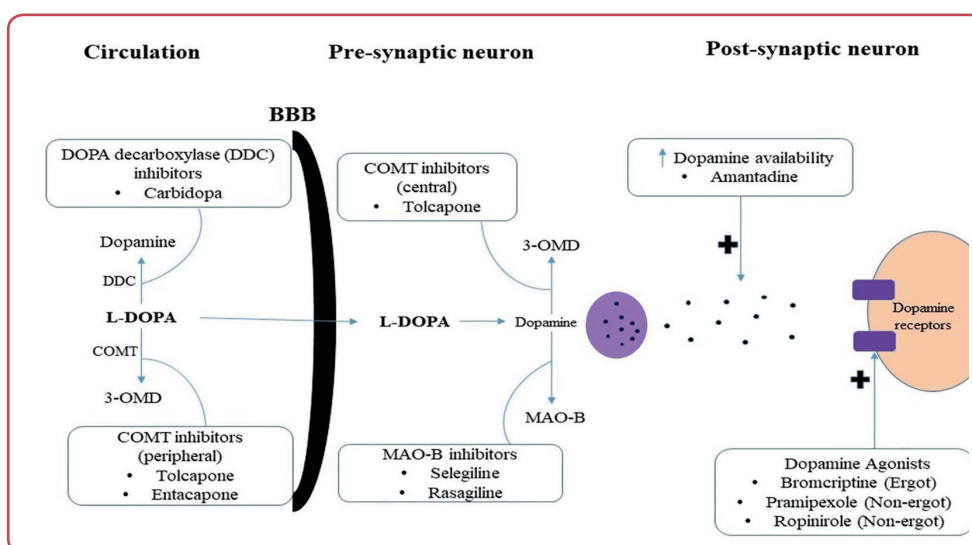 Circulation
Pre-synaptic neuron
Post-synaptic neuron
BBB
DOPA decarboxylase (DDC)
inhibitors
• Carbidopa
Dopamine
DDC
L-DOPA
COMT
3-OMD
COMT inhibitors
(peripheral)
• Tolcapone
• Entacapone
COMT inhibitors
(central)
• Tolcapone
3-OMD
L-DOPA
Dopamine
MAO-B
MAO-B inhibitors
• Selegiline
• Rasagiline
↑ Dopamine availability
• Amantadine
Dopamine
receptors
Dopamine Agonists
• Bromcriptine (Ergot)
• Pramipexole (Non-ergot)
• Ropinirole (Non-ergot)